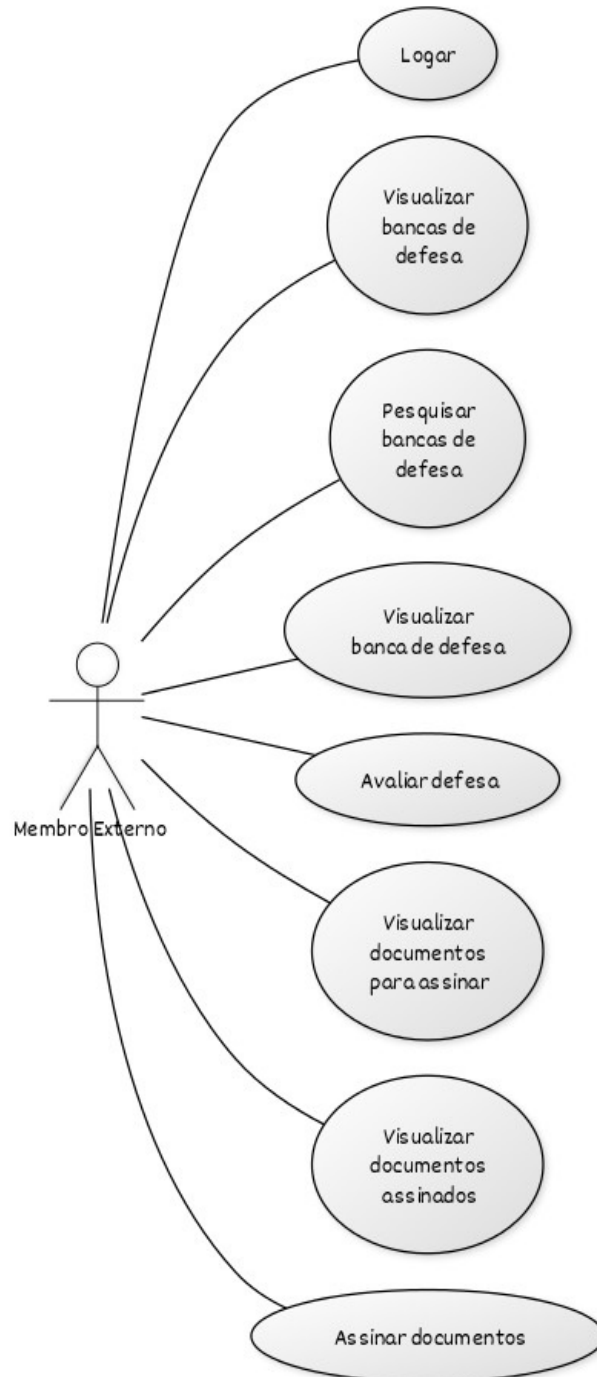 Logar
Visualizar
bancas de
defesa
Pesquisar
bancas de
defesa
Visualizar
banca de defesa
Avaliar defesa
Membro Externo
Visualizar
documentos
para assinar
Visualizar
documentos
assinados
Assinar documentos